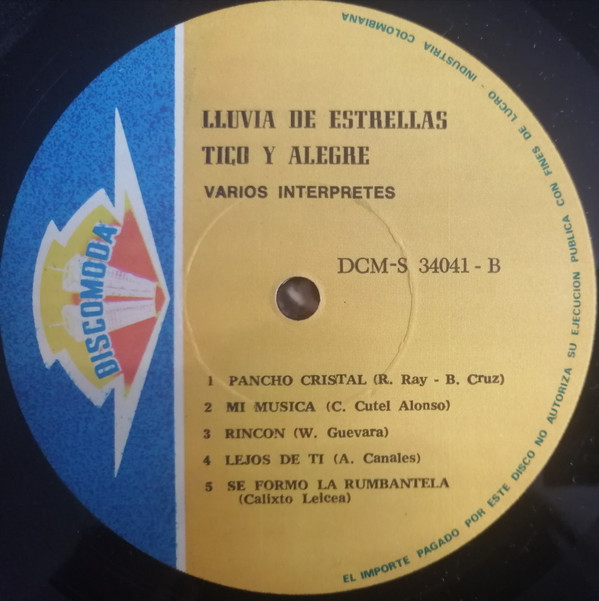 LLUVIA DE ESTRELLAS
TICO Y ALEGRE
VARIOS INTERPRETES
DCM-S 34041 - B
DISCOMODA
1 PANCHO CRISTAL (R. Ray - B. Cruz)
2 MI MUSICA (C. Cutel Alonso)
3 RINCON (W. Guevara)
4 LEJOS DE TI (A. Canales)
5 SE FORMO LA RUMBANTELA
(Calixto Leicea)
EL IMPORTE PAGADO POR ESTE DISCO NO AUTORIZA SU EJECUCION PUBLICA CON FINES DE LUCRO - INDUSTRIA COLOMBIANA